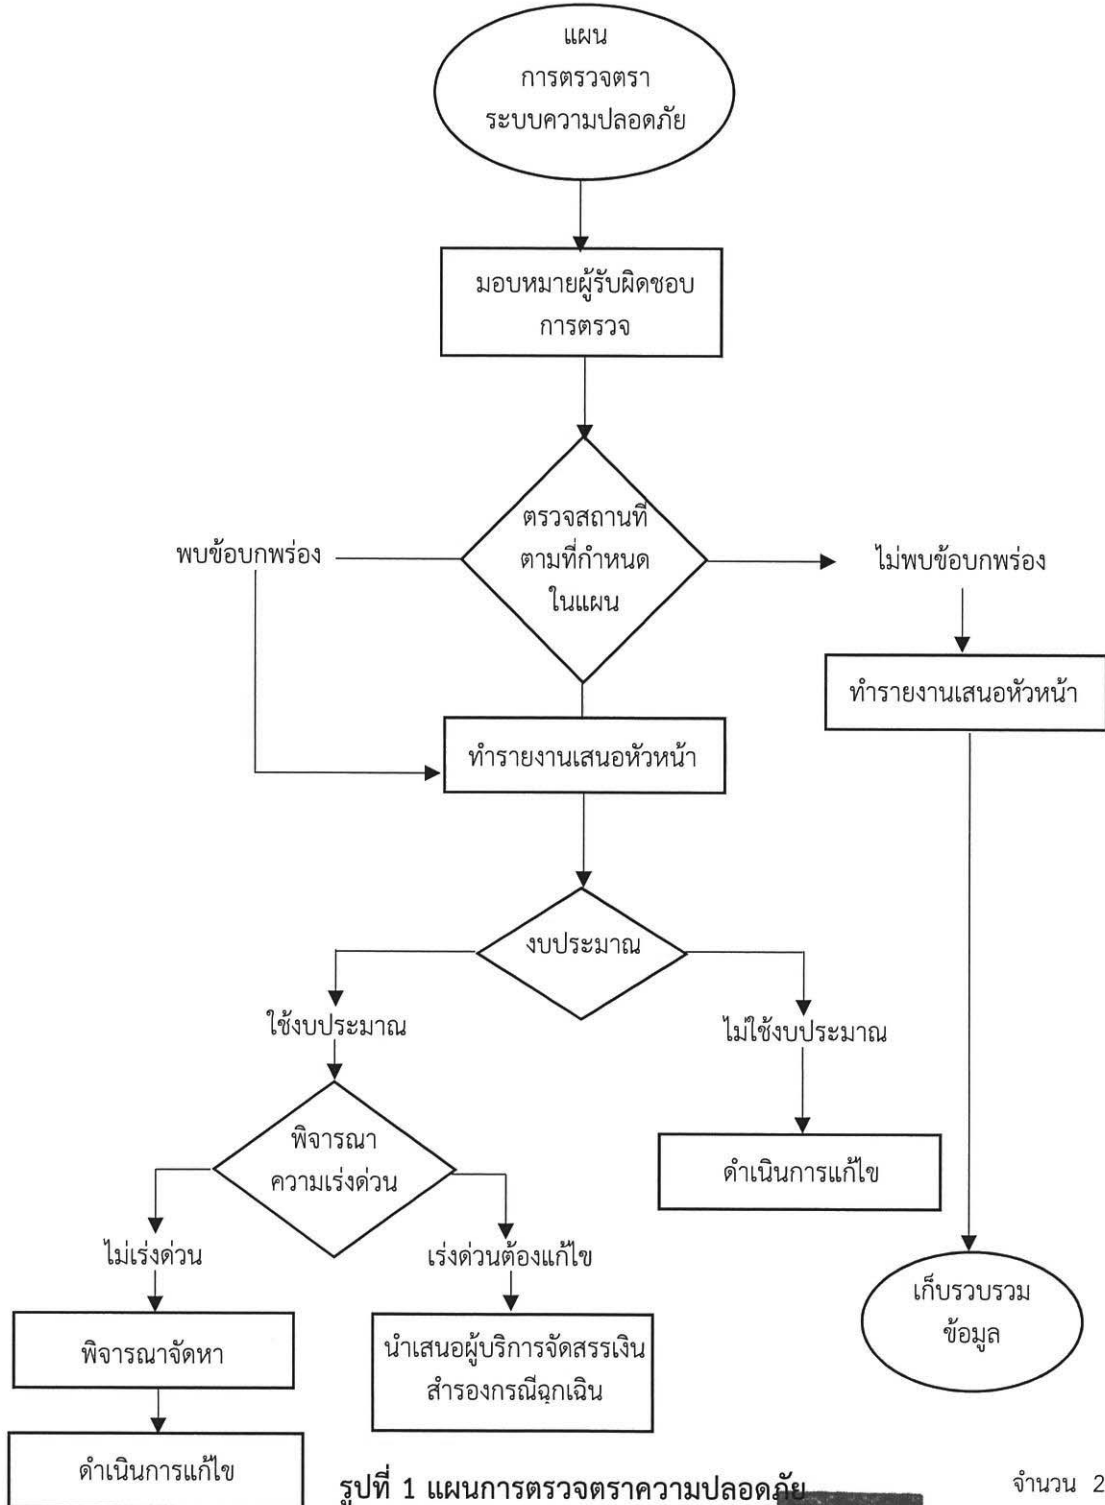 แผน
การตรวจตรา
ระบบความปลอดภัย
มอบหมายผู้รับผิดชอบ
การตรวจ
ตรวจสถานที่
ตามที่กำหนด
ในแผน
พบข้อบกพร่อง
ไม่พบข้อบกพร่อง
ทำรายงานเสนอหัวหน้า
ทำรายงานเสนอหัวหน้า
งบประมาณ
ใช้งบประมาณ
ไม่ใช้งบประมาณ
พิจารณา
ความเร่งด่วน
ดำเนินการแก้ไข
ไม่เร่งด่วน
เร่งด่วนต้องแก้ไข
เก็บรวบรวม
ข้อมูล
พิจารณาจัดหา
นำเสนอผู้บริการจัดสรรเงิน
สำรองกรณีฉุกเฉิน
ดำเนินการแก้ไข
รูปที่ 1 แผนการตรวจตราความปลอดภัย
จำนวน 2